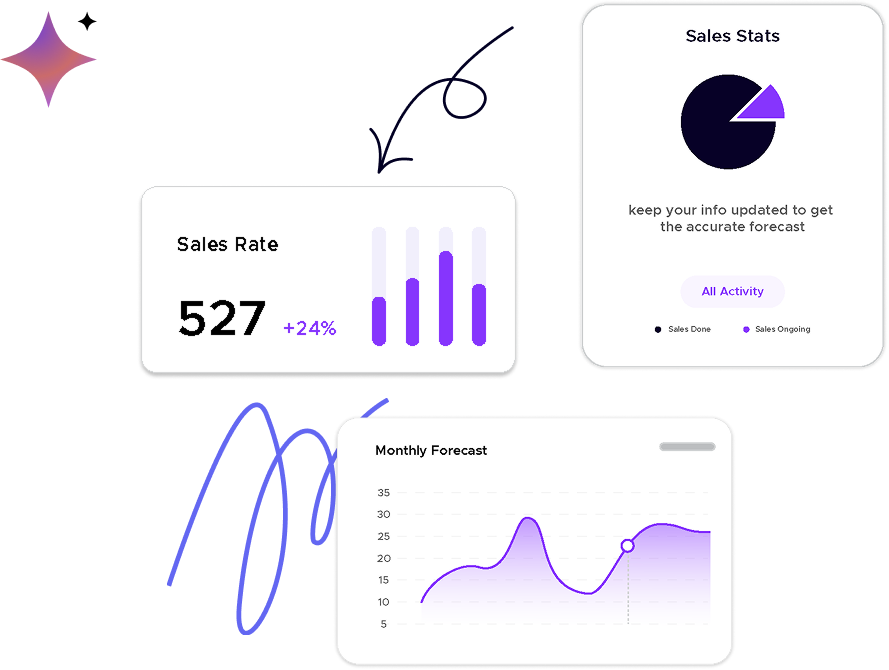 Sales Stats
keep your info updated to get
the accurate forecast
All Activity
Sales Done
Sales Ongoing
Sales Rate
527
+24%
Monthly Forecast
35
30
25
20
15
10
5